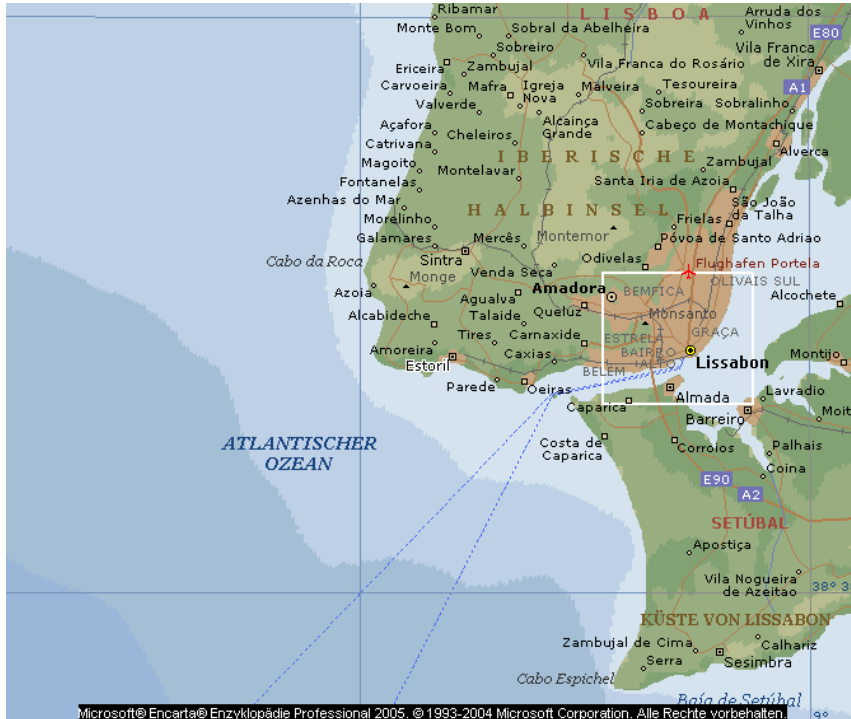 Ribamar
LISBOA
Arruda dos
Vinhos
Monte Bom
Sobral da Abelheira
E80
Sobreiro
Vila Franca
de Xira
Ericeira
Zambujal
Vila Franca do Rosário
Carvoeira
Mafra
Igreja
Nova
Malveira
Tesoureira
A1
Valverde
Sobreira
Sobralinho
Açafora
Alcainça
Grande
Cabeço de Montachique
Cheleiros
Catrivana
Alverca
IBERISCHE
Magoito
Montelavar
Zambujal
Fontanelas
Santa Iria de Azoia
Azenhas do Mar
São João
da Talha
HALBINSEL
Morelinho
Frielas
Galamares
Mercês
Montemor
Póvoa de Santo Adriao
Cabo da Roca
Sintra
Odivelas
Flughafen Portela
Monge
Venda Seca
OLIVAIS SUL
Azoia
Amadora
BEMFICA
Alcochete
Agualva
Alcabideche
Talaide
Queluz
Monsanto
Tires
Carnaxide
ESTRELA
GRAÇA
Amoreira
Caxias
BAIRRO
ALTO
Montijo
Estoril
BELÉM
Lissabon
Parede
Oeiras
Almada
Lavradio
Caparica
Barreiro
Moit
ATLANTISCHER
OZEAN
Costa de
Caparica
Corroios
Palhais
Coina
E90
A2
SETÚBAL
Apostiça
Vila Nogueira
de Azeitao
38° 3
KÜSTE VON LISSABON
Zambujal de Cima
Calhariz
Serra
Sesimbra
Cabo Espichel
Baía de Setúbal
9°
Microsoft® Encarta® Enzyklopädie Professional 2005. © 1993-2004 Microsoft Corporation. Alle Rechte vorbehalten.